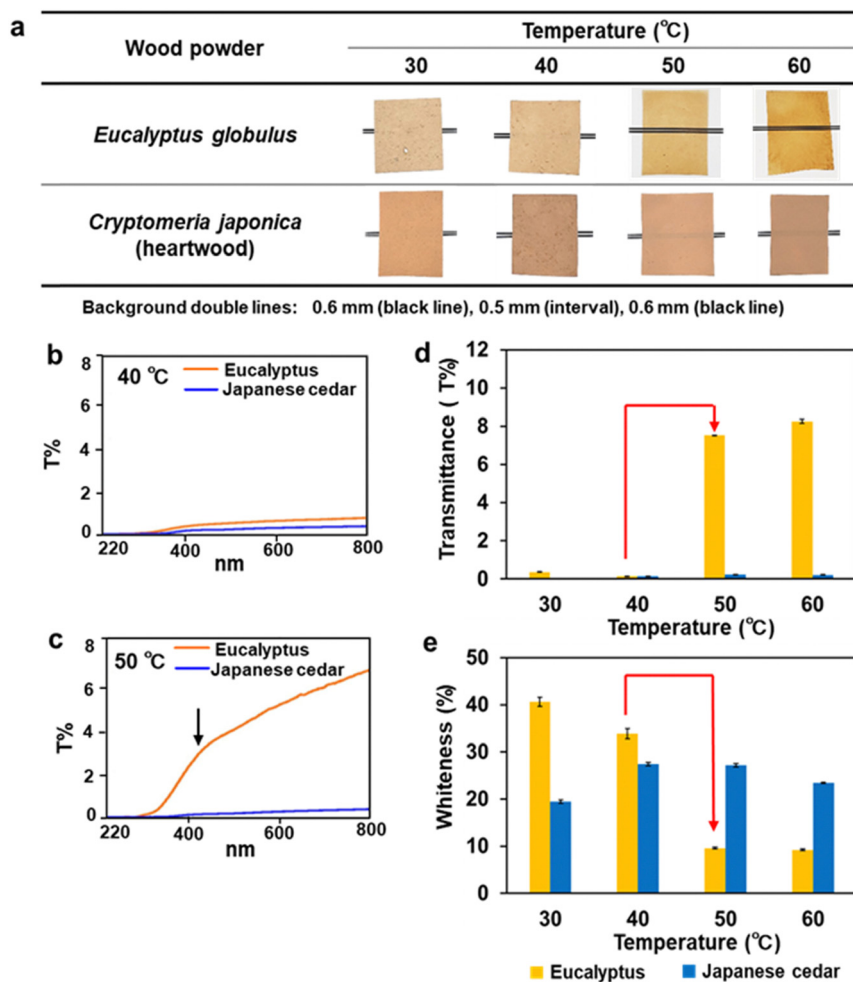 a
Wood powder
Temperature (°C)
30 40 50 60
Eucalyptus globulus
Cryptomeria japonica
(heartwood)
Background double lines: 0.6 mm (black line), 0.5 mm (interval), 0.6 mm (black line)
b
40 °C
Eucalyptus
Japanese cedar
T%
8
6
4
2
0
220 400 600 800
nm
c
50 °C
Eucalyptus
Japanese cedar
T%
8
6
4
2
0
220 400 600 800
nm
d
Transmittance ( T%)
12
10
8
6
4
2
0
30 40 50 60
Temperature (°C)
e
Whiteness (%)
50
40
30
20
10
0
30 40 50 60
Temperature (°C)
Eucalyptus Japanese cedar